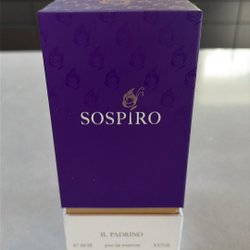 SOSPIRO
IL PADRINO
EAU DE PARFUM